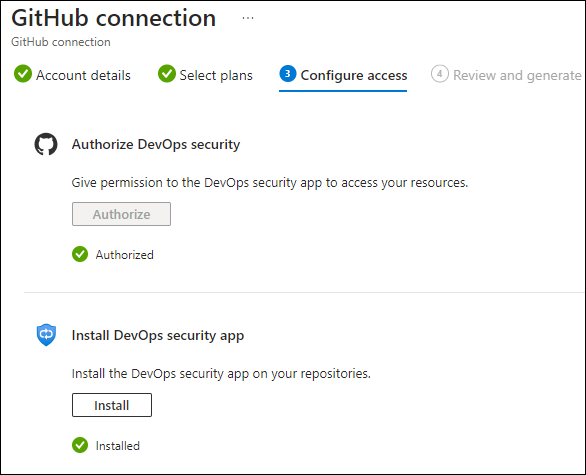 GitHub connection ...
GitHub connection
Account details Select plans 3 Configure access 4 Review and generate
Authorize DevOps security
Give permission to the DevOps security app to access your resources.
Authorize
Authorized
Install DevOps security app
Install the DevOps security app on your repositories.
Install
Installed